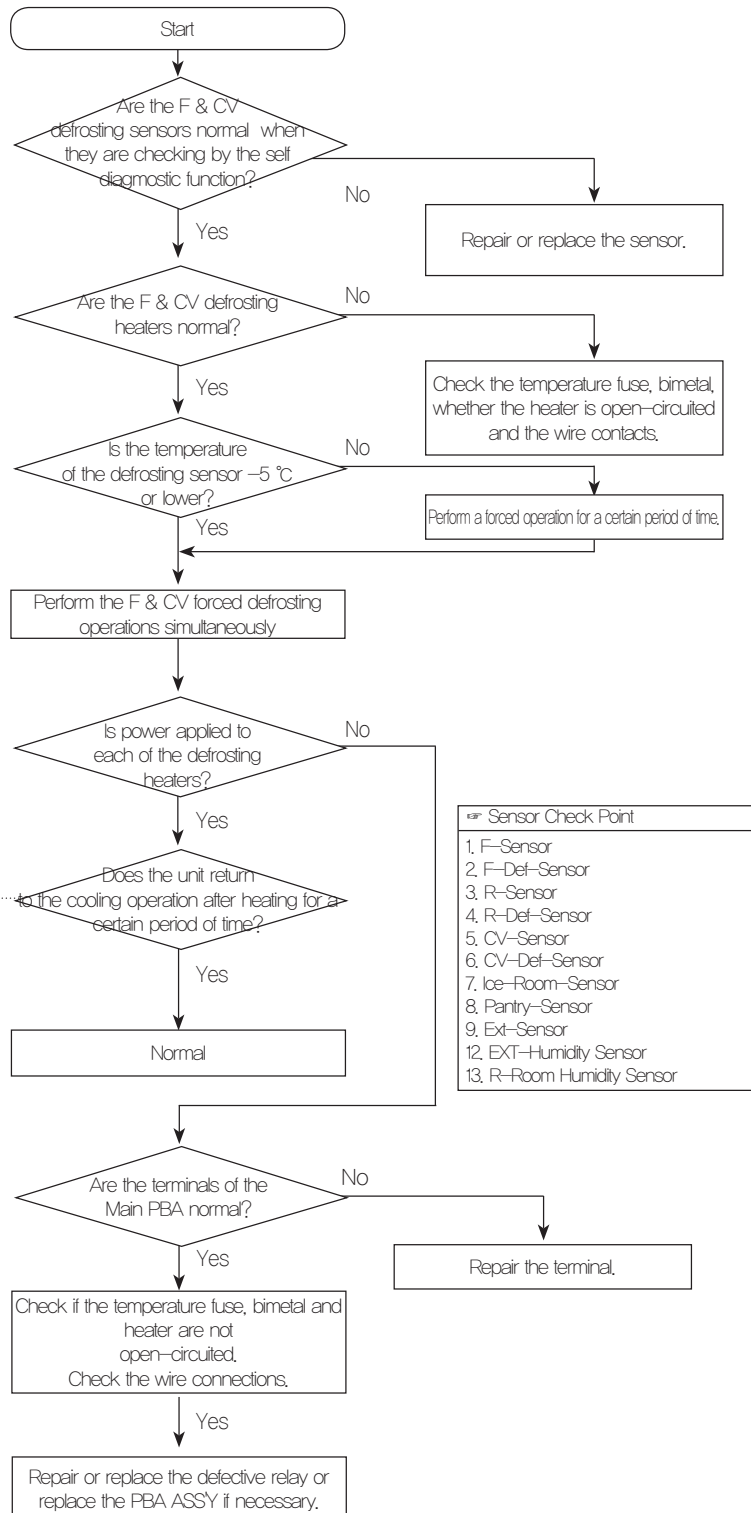 Start
Are the F & CV
defrosting sensors normal when
they are checking by the self
diagnostic function?
No
Yes
Repair or replace the sensor.
Are the F & CV defrosting
heaters normal?
No
Yes
Check the temperature fuse, bimetal,
whether the heater is open-circuited
and the wire contacts.
Is the temperature
of the defrosting sensor -5 °C
or lower?
No
Yes
Perform a forced operation for a certain period of time.
Perform the F & CV forced defrosting
operations simultaneously
Is power applied to
each of the defrosting
heaters?
No
Yes
Does the unit return
to the cooling operation after heating for a
certain period of time?
Yes
Normal
☞ Sensor Check Point
1. F-Sensor
2. F-Def-Sensor
3. R-Sensor
4. R-Def-Sensor
5. CV-Sensor
6. CV-Def-Sensor
7. Ice-Room-Sensor
8. Pantry-Sensor
9. Ext-Sensor
12. EXT-Humidity Sensor
13. R-Room Humidity Sensor
Are the terminals of the
Main PBA normal?
No
Yes
Repair the terminal.
Check if the temperature fuse, bimetal and
heater are not
open-circuited.
Check the wire connections.
Yes
Repair or replace the defective relay or
replace the PBA ASS'Y if necessary.